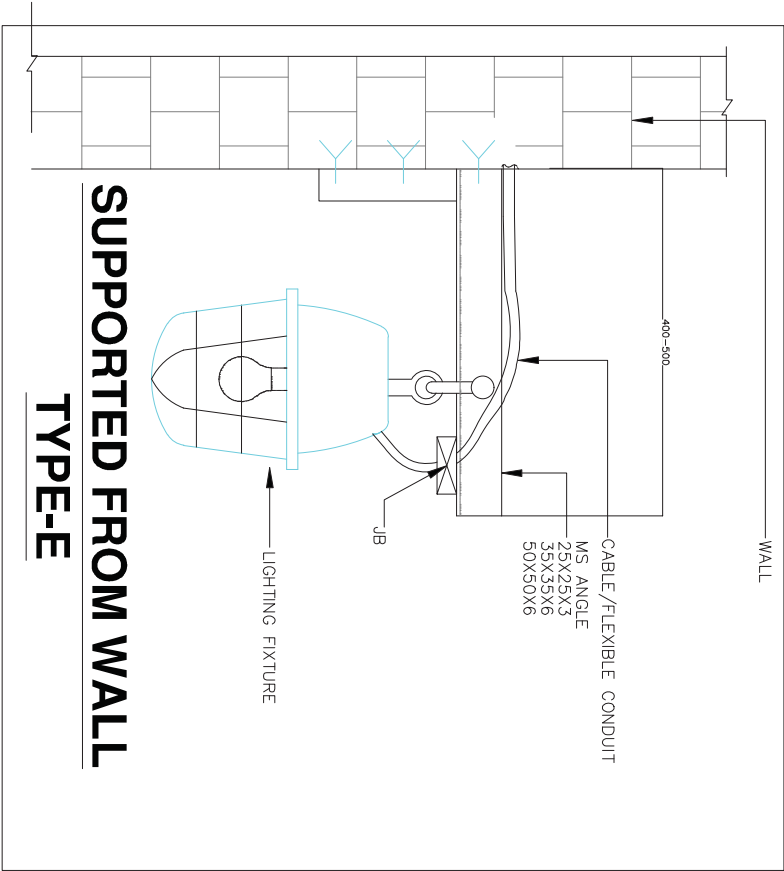 WALL
400-500
CABLE/FLEXIBLE CONDUIT
MS ANGLE
25X25X3
35X35X6
50X50X6
JB
LIGHTING FIXTURE
SUPPORTED FROM WALL
TYPE-E